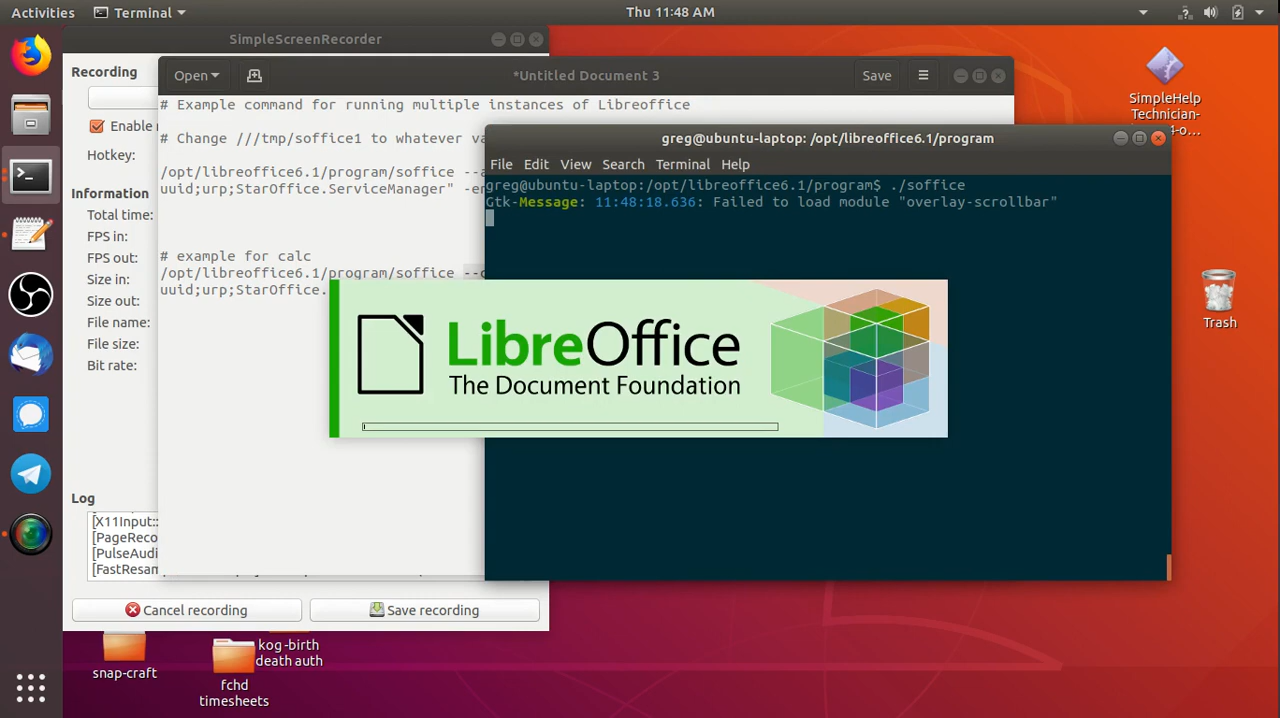 Activities
Terminal
Thu 11:48 AM
SimpleScreenRecorder
Recording
Enable
Hotkey:
Information
Total time:
FPS in:
FPS out:
Size in:
Size out:
File name:
File size:
Bit rate:
Log
[X11Input::
[PageReco
[PulseAudi
[FastResam
Cancel recording
Save recording
Open
*Untitled Document 3
Save
# Example command for running multiple instances of Libreoffice
# Change ///tmp/soffice1 to whatever va
/opt/libreoffice6.1/program/soffice --a
uuid;urp;StarOffice.ServiceManager" -en
# example for calc
/opt/libreoffice6.1/program/soffice --c
uuid;urp;StarOffice.
greg@ubuntu-laptop: /opt/libreoffice6.1/program
File Edit View Search Terminal Help
greg@ubuntu-laptop:/opt/libreoffice6.1/program$ ./soffice
Gtk-Message: 11:48:18.636: Failed to load module "overlay-scrollbar"
LibreOffice
The Document Foundation
SimpleHelp
Technician-
Trash
snap-craft
fchd
timesheets
kog-birth
death auth